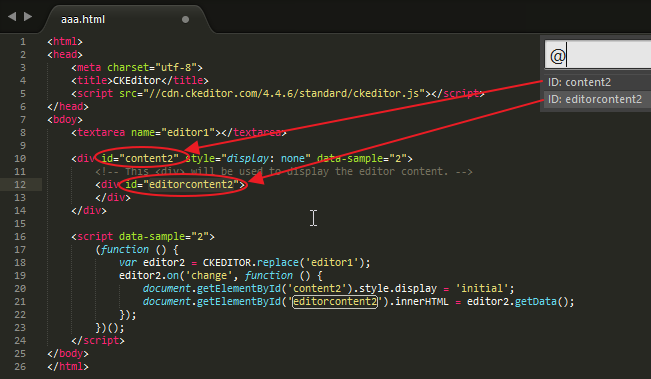 aaa.html
@
ID: content2
ID: editorcontent2
1 <html>
2 <head>
3 <meta charset="utf-8">
4 <title>CKEditor</title>
5 <script src="//cdn.ckeditor.com/4.4.6/standard/ckeditor.js"></script>
6 </head>
7 <bdoy>
8 <textarea name="editor1"></textarea>
9
10 <div id="content2" style="display: none" data-sample="2">
11 <!-- This <div> will be used to display the editor content. -->
12 <div id="editorcontent2">
13 </div>
14 </div>
15
16 <script data-sample="2">
17 (function () {
18 var editor2 = CKEDITOR.replace('editor1');
19 editor2.on('change', function () {
20 document.getElementById('content2').style.display = 'initial';
21 document.getElementById('editorcontent2').innerHTML = editor2.getData();
22 });
23 })();
24 </script>
25 </body>
26 </html>